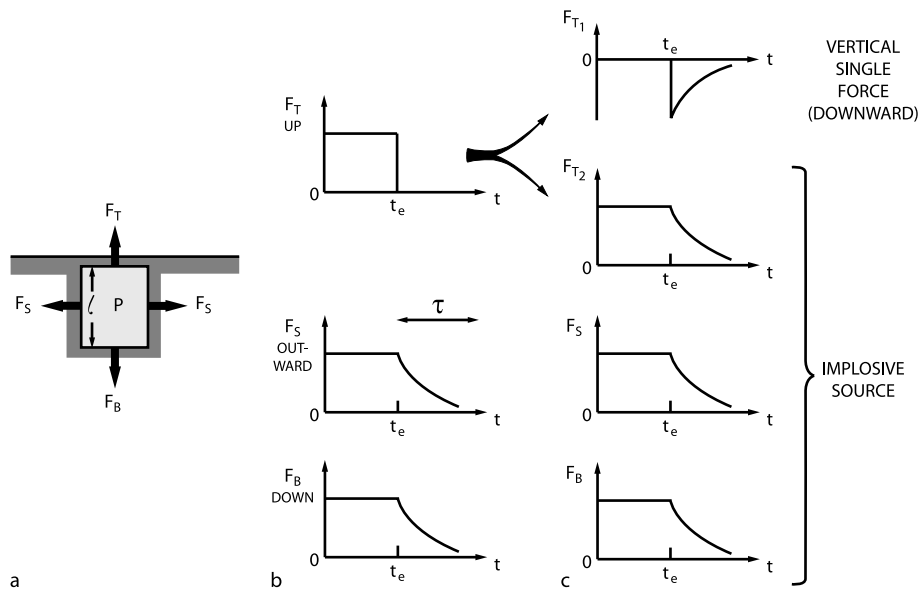 F_T
F_S
l
P
F_S
F_B
a
F_T
UP
0
t_e
t
F_S
OUT-
WARD
τ
0
t_e
t
F_B
DOWN
0
t_e
t
b
F_T1
0
t_e
t
F_T2
0
t_e
t
F_S
0
t_e
t
F_B
0
t_e
t
c
VERTICAL
SINGLE
FORCE
(DOWNWARD)
IMPLOSIVE
SOURCE